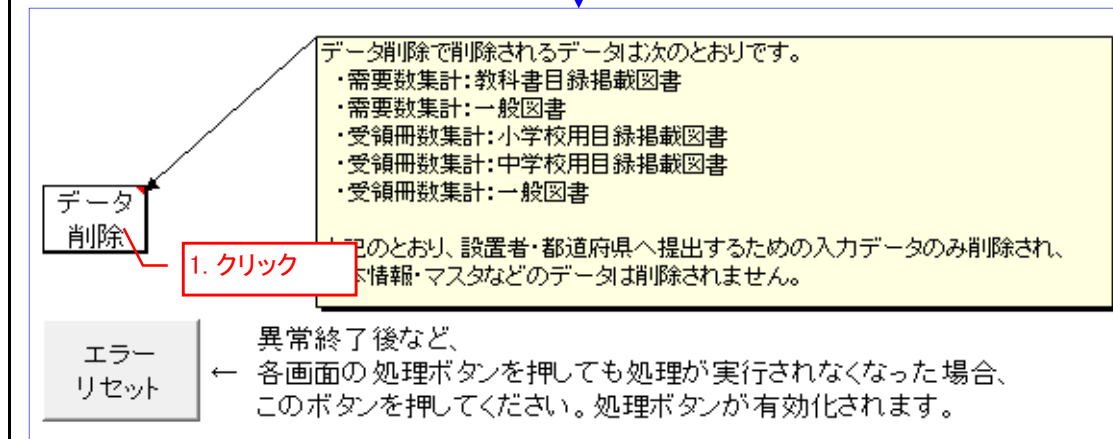 データ削除で削除されるデータは次のとおりです。
・需要数集計:教科書目録掲載図書
・需要数集計:一般図書
・受領冊数集計:小学校用目録掲載図書
・受領冊数集計:中学校用目録掲載図書
・受領冊数集計:一般図書
データ
削除
1. クリック
記のとおり、設置者・都道府県へ提出するための入力データのみ削除され、
情報・マスタなどのデータは削除されません。
エラー
リセット
←
異常終了後など、
各画面の処理ボタンを押しても処理が実行されなくなった場合、
このボタンを押してください。処理ボタンが有効化されます。